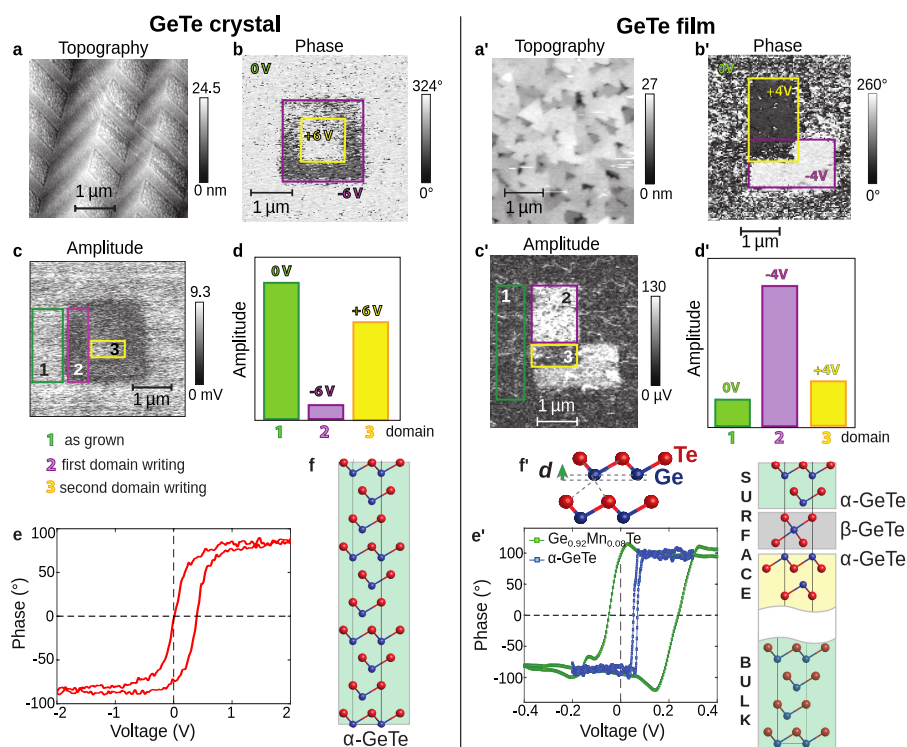 GeTe crystal
a
Topography
24.5
0 nm
1 µm
b
Phase
0V
+6 V
-6V
1 µm
324°
0°
c
Amplitude
1
2
3
1 µm
9.3
0 mV
d
Amplitude
0V
-6 V
+6 V
1 2 3 domain
1 as grown
2 first domain writing
3 second domain writing
e
Phase (°)
100
50
0
-50
-100
-2 -1 0 1 2
Voltage (V)
f
α-GeTe
GeTe film
a'
Topography
27
0 nm
1 µm
b'
Phase
0V
+4V
-4V
1 µm
260°
0°
c'
Amplitude
1
2
3
1 µm
130
0 µV
d'
Amplitude
0V
-4V
+4V
1 2 3 domain
f'
d
Te
Ge
e'
Ge0.92Mn0.08Te
α-GeTe
Phase (°)
100
50
0
-50
-100
-0.4 -0.2 0 0.2 0.4
Voltage (V)
SURFACE
α-GeTe
β-GeTe
α-GeTe
BULK